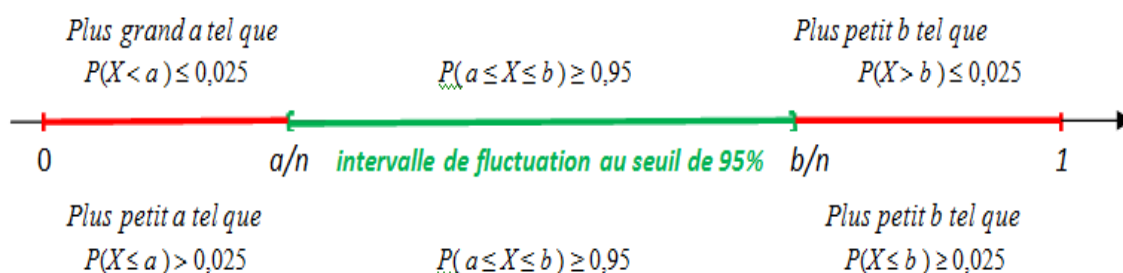 Plus grand a tel que Plus petit b tel que
P(X < a) ≤ 0,025 P(a ≤ X ≤ b) ≥ 0,95 P(X > b) ≤ 0,025
0 a/n intervalle de fluctuation au seuil de 95% b/n 1
Plus petit a tel que Plus petit b tel que
P(X ≤ a) > 0,025 P(a ≤ X ≤ b) ≥ 0,95 P(X ≤ b) ≥ 0,025